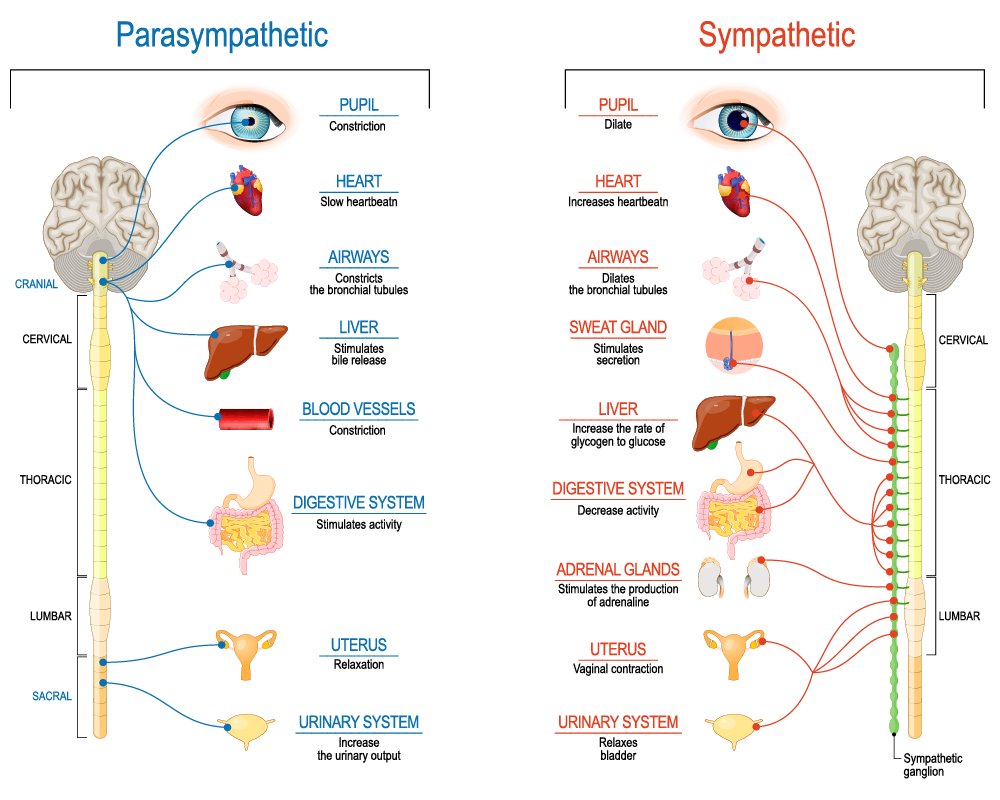 Parasympathetic
PUPIL
Constriction
HEART
Slow heartbeatn
AIRWAYS
Constricts
the bronchial tubules
LIVER
Stimulates
bile release
BLOOD VESSELS
Constriction
DIGESTIVE SYSTEM
Stimulates activity
UTERUS
Relaxation
URINARY SYSTEM
Increase
the urinary output
CRANIAL
CERVICAL
THORACIC
LUMBAR
SACRAL
Sympathetic
PUPIL
Dilate
HEART
Increases heartbeatn
AIRWAYS
Dilates
the bronchial tubules
SWEAT GLAND
Stimulates
secretion
LIVER
Increase the rate of
glycogen to glucose
DIGESTIVE SYSTEM
Decrease activity
ADRENAL GLANDS
Stimulates the production
of adrenaline
UTERUS
Vaginal contraction
URINARY SYSTEM
Relaxes
bladder
CERVICAL
THORACIC
LUMBAR
Sympathetic
ganglion